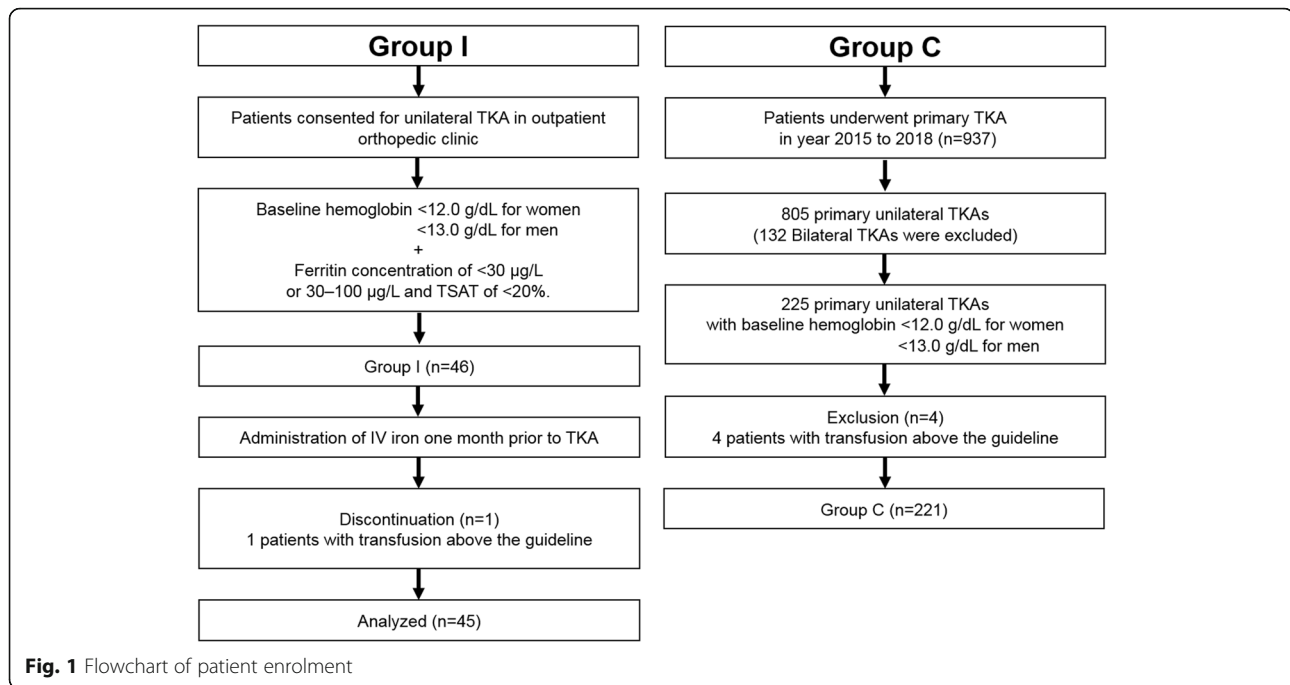 Group I
Patients consented for unilateral TKA in outpatient
orthopedic clinic
Baseline hemoglobin <12.0 g/dL for women
<13.0 g/dL for men
+
Ferritin concentration of <30 µg/L
or 30–100 µg/L and TSAT of <20%.
Group I (n=46)
Administration of IV iron one month prior to TKA
Discontinuation (n=1)
1 patients with transfusion above the guideline
Analyzed (n=45)
Group C
Patients underwent primary TKA
in year 2015 to 2018 (n=937)
805 primary unilateral TKAs
(132 Bilateral TKAs were excluded)
225 primary unilateral TKAs
with baseline hemoglobin <12.0 g/dL for women
<13.0 g/dL for men
Exclusion (n=4)
4 patients with transfusion above the guideline
Group C (n=221)
Fig. 1 Flowchart of patient enrolment